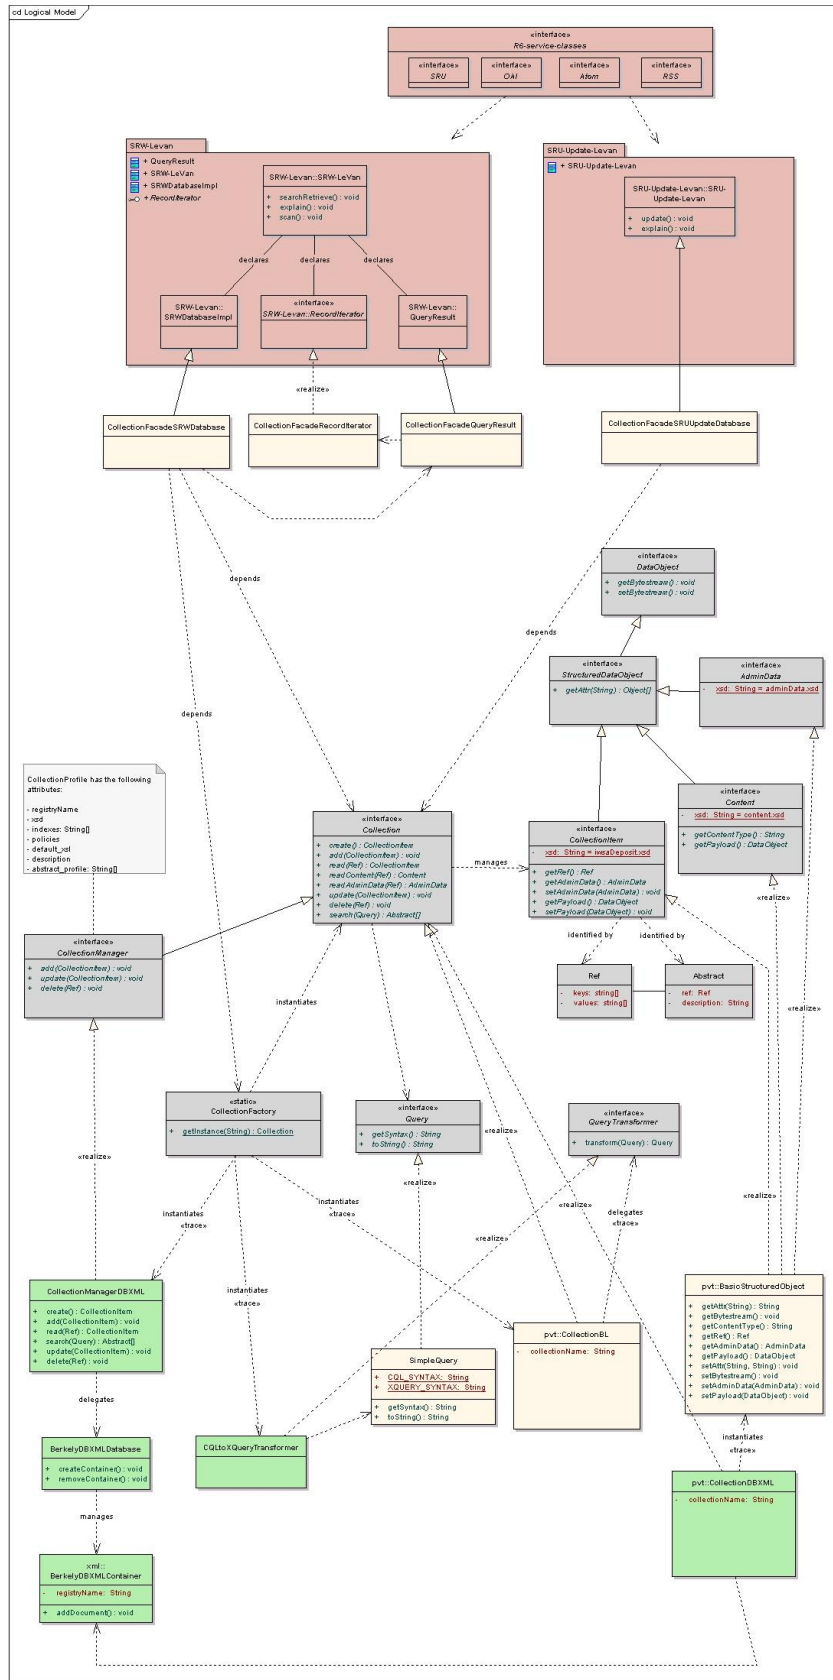 cd Logical Model
«interface»
R6-service-classes
«interface»
SRU
«interface»
OAI
«interface»
Atom
«interface»
RSS
SRW-Levan
+ QueryResult
+ SRW-LeVan
+ SRWDatabaseImpl
+ RecordIterator
SRW-Levan::SRW-LeVan
+ searchRetrieve() : void
+ explain() : void
+ scan() : void
declares
declares
declares
SRW-Levan::
SRWDatabaseImpl
«interface»
SRW-Levan::RecordIterator
SRW-Levan::
QueryResult
SRU-Update-Levan
+ SRU-Update-Levan
SRU-Update-Levan::SRU-
Update-Levan
+ update() : void
+ explain() : void
«realize»
CollectionFacadeSRWDatabase
CollectionFacadeRecordIterator
CollectionFacadeQueryResult
CollectionFacadeSRUUpdateDatabase
depends
depends
depends
«interface»
DataObject
+ getBytestream() : void
+ setBytestream() : void
«interface»
StructuredDataObject
+ getAttr(String) : Object[]
«interface»
AdminData
- xsd: String = adminData.xsd
CollectionProfile has the following
attributes:
- registryName
- xsd
- indexes: String[]
- policies
- default_xsl
- description
- abstract_profile: String[]
«interface»
Collection
+ create() : CollectionItem
+ add(CollectionItem) : void
+ read(Ref) : CollectionItem
+ readContent(Ref) : Content
+ readAdminData(Ref) : AdminData
+ update(CollectionItem) : void
+ delete(Ref) : void
+ search(Query) : Abstract[]
manages
«interface»
CollectionItem
- xsd: String = iwsaDeposit.xsd
+ getRef() : Ref
+ getAdminData() : AdminData
+ setAdminData(AdminData) : void
+ getPayload() : DataObject
+ setPayload(DataObject) : void
«interface»
Content
- xsd: String = content.xsd
+ getContentType() : String
+ getPayload() : DataObject
«realize»
identified by
identified by
«interface»
CollectionManager
+ add(CollectionItem) : void
+ update(CollectionItem) : void
+ delete(Ref) : void
instantiates
Ref
- keys: string[]
- values: string[]
Abstract
- ref: Ref
- description: String
«realize»
«static»
CollectionFactory
+ getInstance(String) : Collection
«interface»
Query
+ getSyntax() : String
+ toString() : String
«interface»
QueryTransformer
+ transform(Query) : Query
«realize»
«realize»
«realize»
instantiates
«trace»
instantiates
«trace»
instantiates
«trace»
«realize»
delegates
«trace»
«realize»
«realize»
CollectionManagerDBXML
+ create() : CollectionItem
+ add(CollectionItem) : void
+ read(Ref) : CollectionItem
+ search(Query) : Abstract[]
+ update(CollectionItem) : void
+ delete(Ref) : void
delegates
SimpleQuery
+ CQL_SYNTAX: String
+ XQUERY_SYNTAX: String
+ getSyntax() : String
+ toString() : String
pvt::CollectionBL
- collectionName: String
pvt::BasicStructuredObject
+ getAttr(String) : String
+ getBytestream() : void
+ getContentType() : String
+ getRef() : Ref
+ getAdminData() : AdminData
+ getPayload() : DataObject
+ setAttr(String, String) : void
+ setBytestream() : void
+ setAdminData(AdminData) : void
+ setPayload(DataObject) : void
instantiates
«trace»
BerkelyDBXMLDatabase
+ createContainer() : void
+ removeContainer() : void
manages
CQLtoXQueryTransformer
pvt::CollectionDBXML
- collectionName: String
xml::
BerkelyDBXMLContainer
- registryName: String
+ addDocument() : void